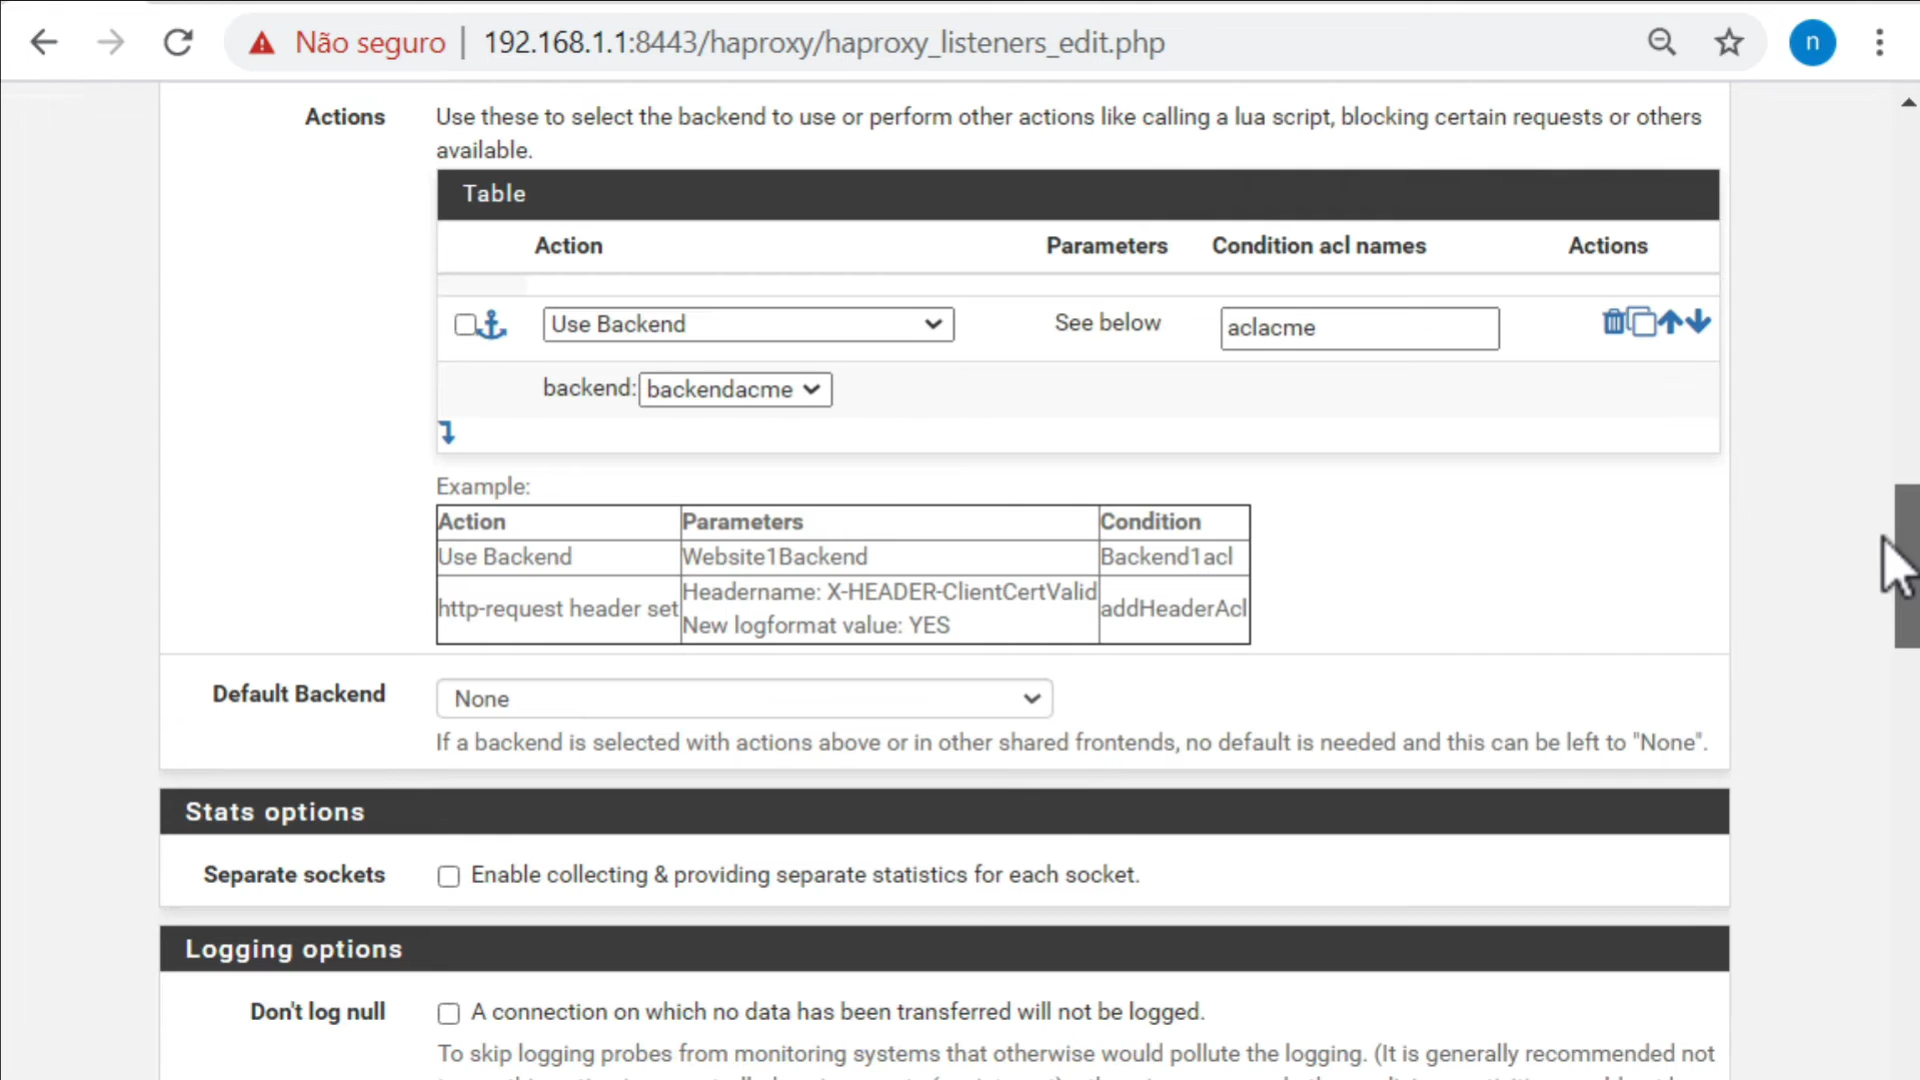 Não seguro | 192.168.1.1:8443/haproxy/haproxy_listeners_edit.php
n
Actions
Use these to select the backend to use or perform other actions like calling a lua script, blocking certain requests or others
available.
Table
Action Parameters Condition acl names Actions
Use Backend See below aclacme
backend: backendacme
Example:
Action Parameters Condition
Use Backend Website1Backend Backend1acl
http-request header set Headername: X-HEADER-ClientCertValid addHeaderAcl
New logformat value: YES
Default Backend None
If a backend is selected with actions above or in other shared frontends, no default is needed and this can be left to "None".
Stats options
Separate sockets Enable collecting & providing separate statistics for each socket.
Logging options
Don't log null A connection on which no data has been transferred will not be logged.
To skip logging probes from monitoring systems that otherwise would pollute the logging. (It is generally recommended not